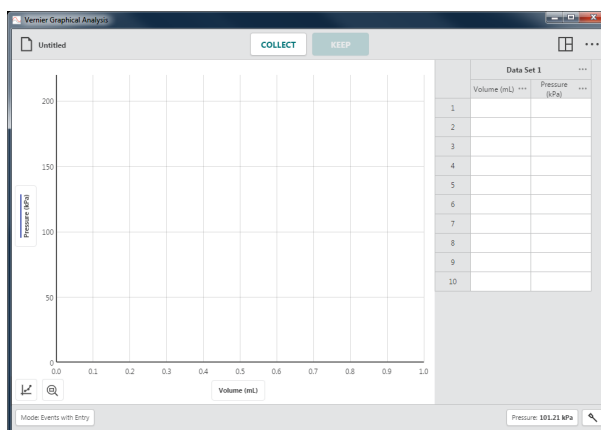 Vernier Graphical Analysis
Untitled
COLLECT
KEEP
...
Data Set 1 ...
Volume (mL) ...
Pressure (kPa) ...
1
2
3
4
5
6
7
8
9
10
Pressure (kPa)
200
150
100
50
0
0.0 0.1 0.2 0.3 0.4 0.5 0.6 0.7 0.8 0.9 1.0
Volume (mL)
Mode: Events with Entry
Pressure: 101.21 kPa